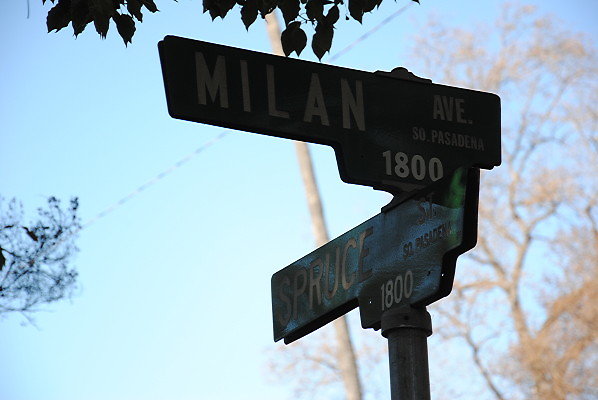 MILAN AVE.
SO. PASADENA
1800
SPRUCE ST.
SO. PASADENA
1800